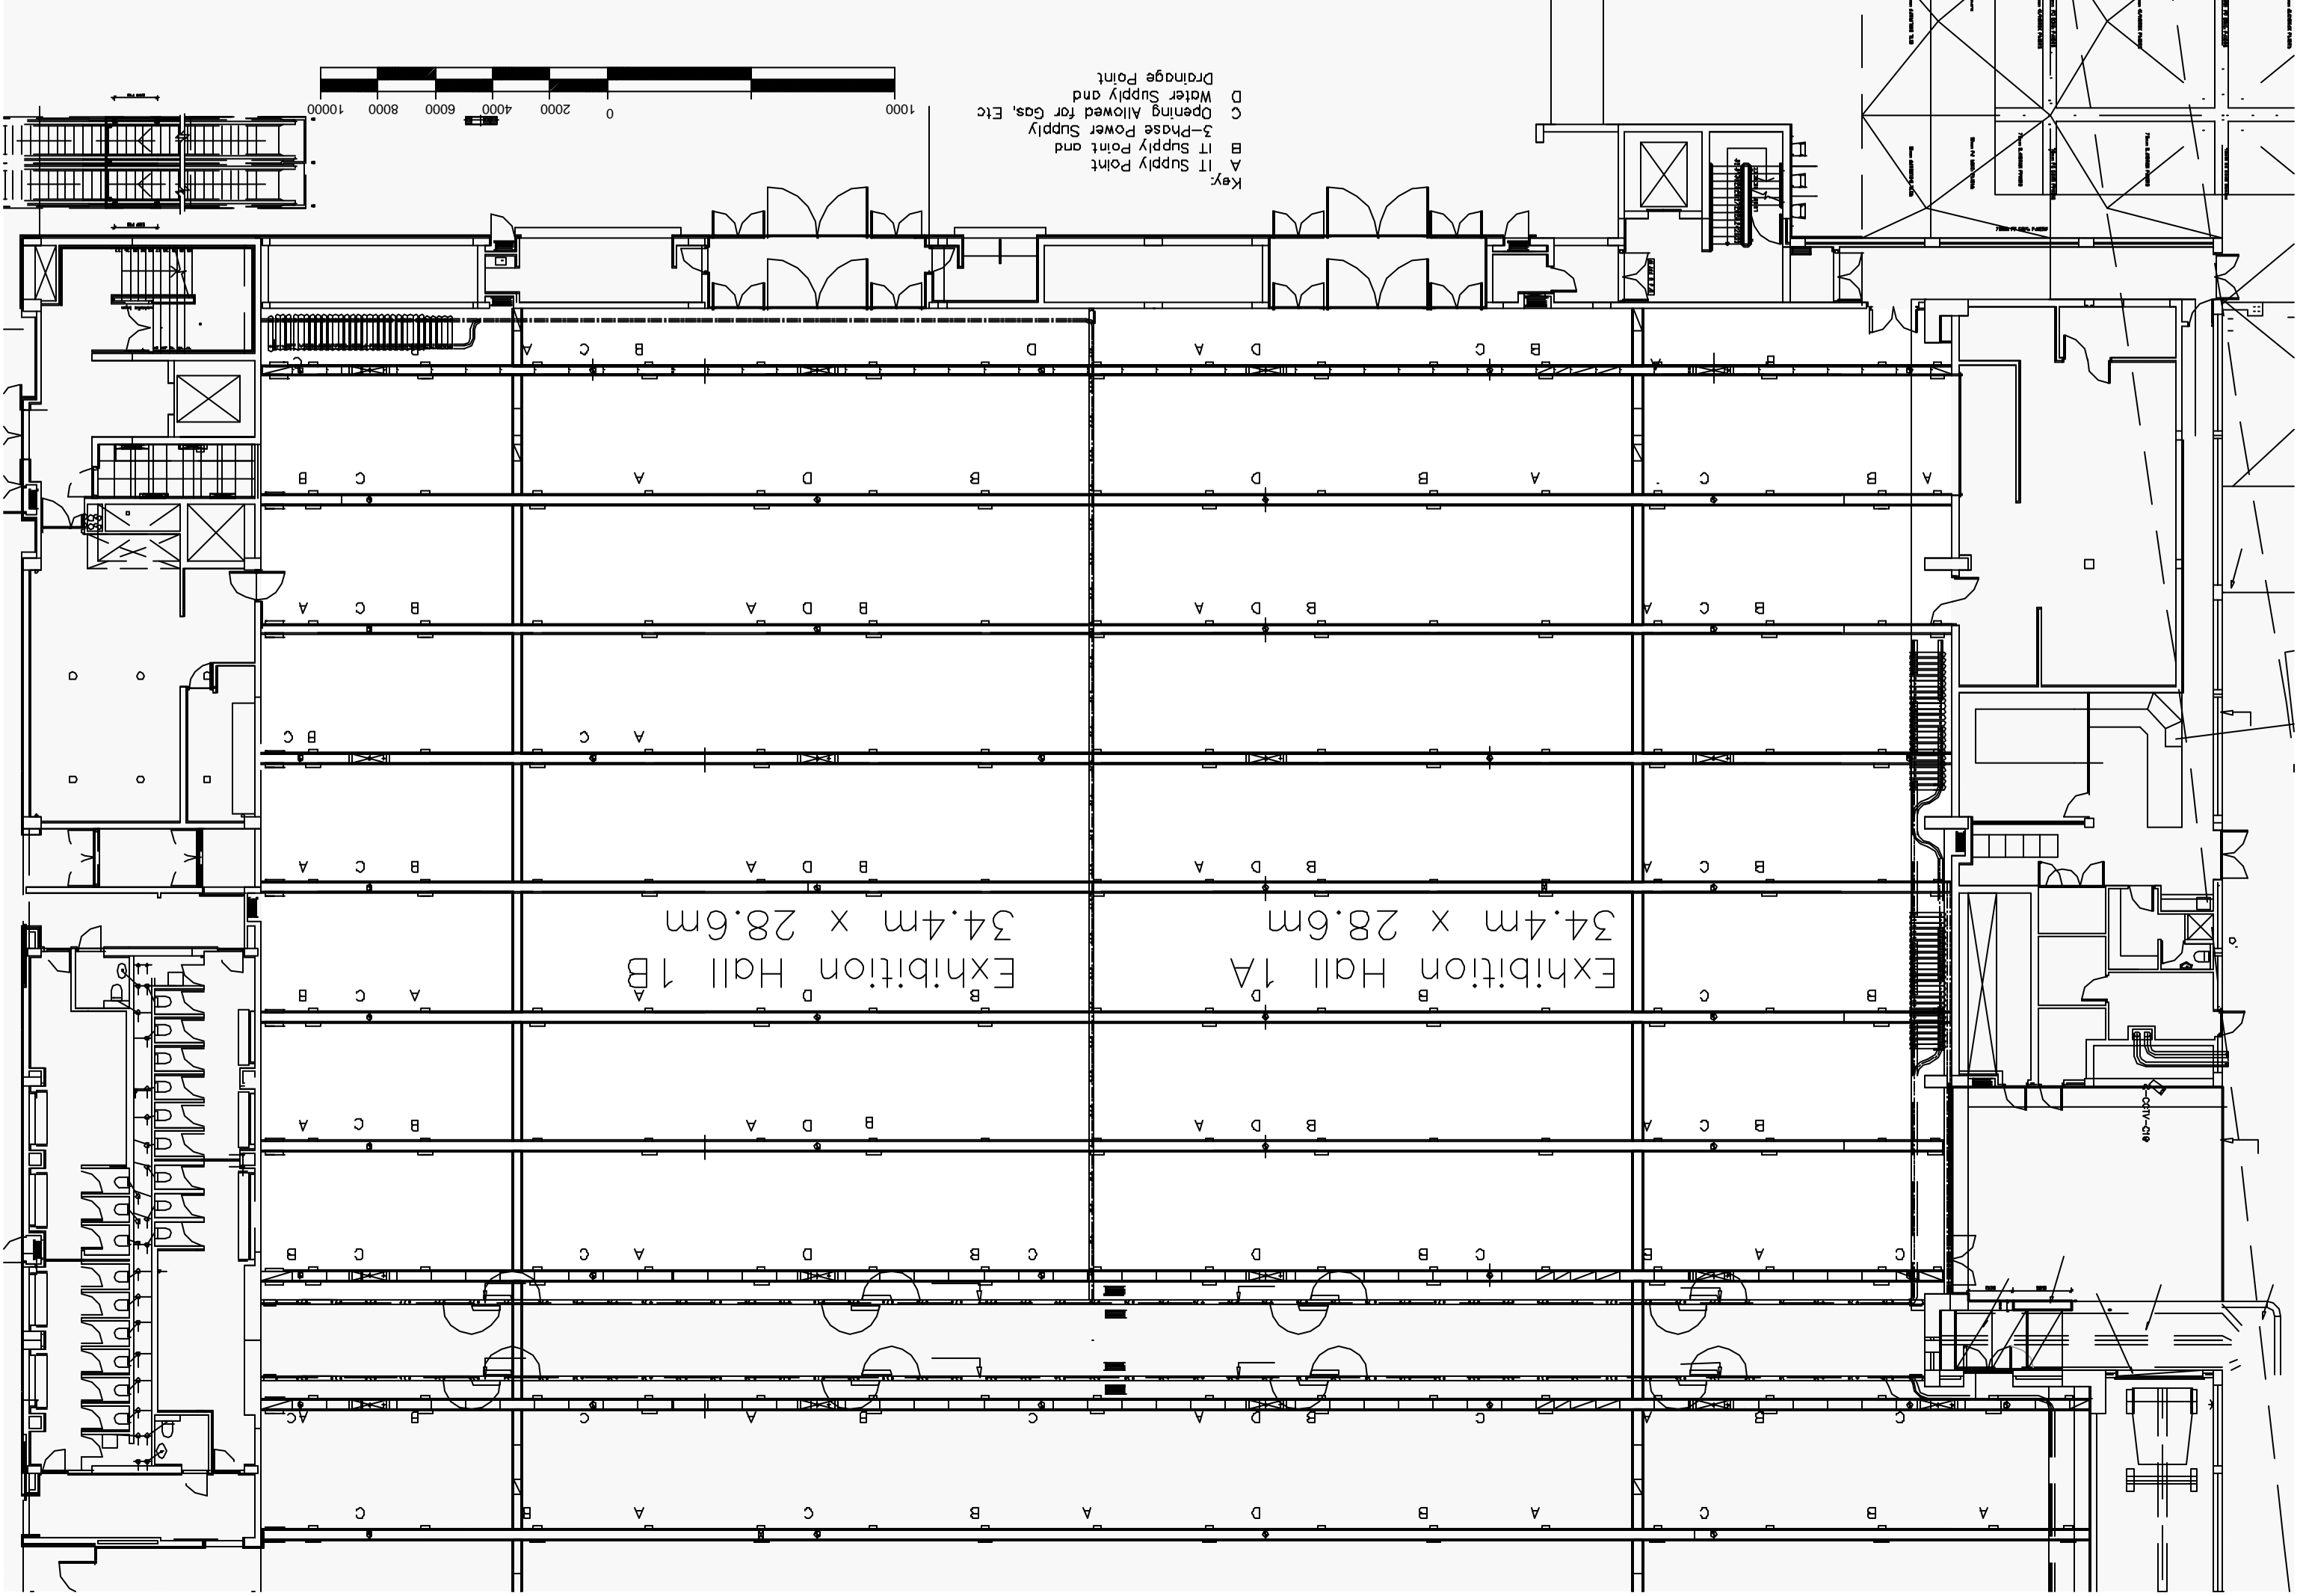 A B C A B D A B C A B C
C B C A C B D A C B A C B A C
C A B C B D C B D A C C B
B C A B D A B D A B C A
CCTV-C19
B C B D B D A A C B
Exhibition Hall 1A
34.4m x 28.6m
Exhibition Hall 1B
34.4m x 28.6m
B C A B D A B D A B C A
A C B C
B C A B D A B D A B C A
A B C A B D B D A C B
B A B C D A D B C A B C
Key:
A IT Supply Point
B IT Supply Point and
3-Phase Power Supply
C Opening Allowed for Gas, Etc
D Water Supply and
Drainage Point
1000 0 2000 4000 6000 8000 10000